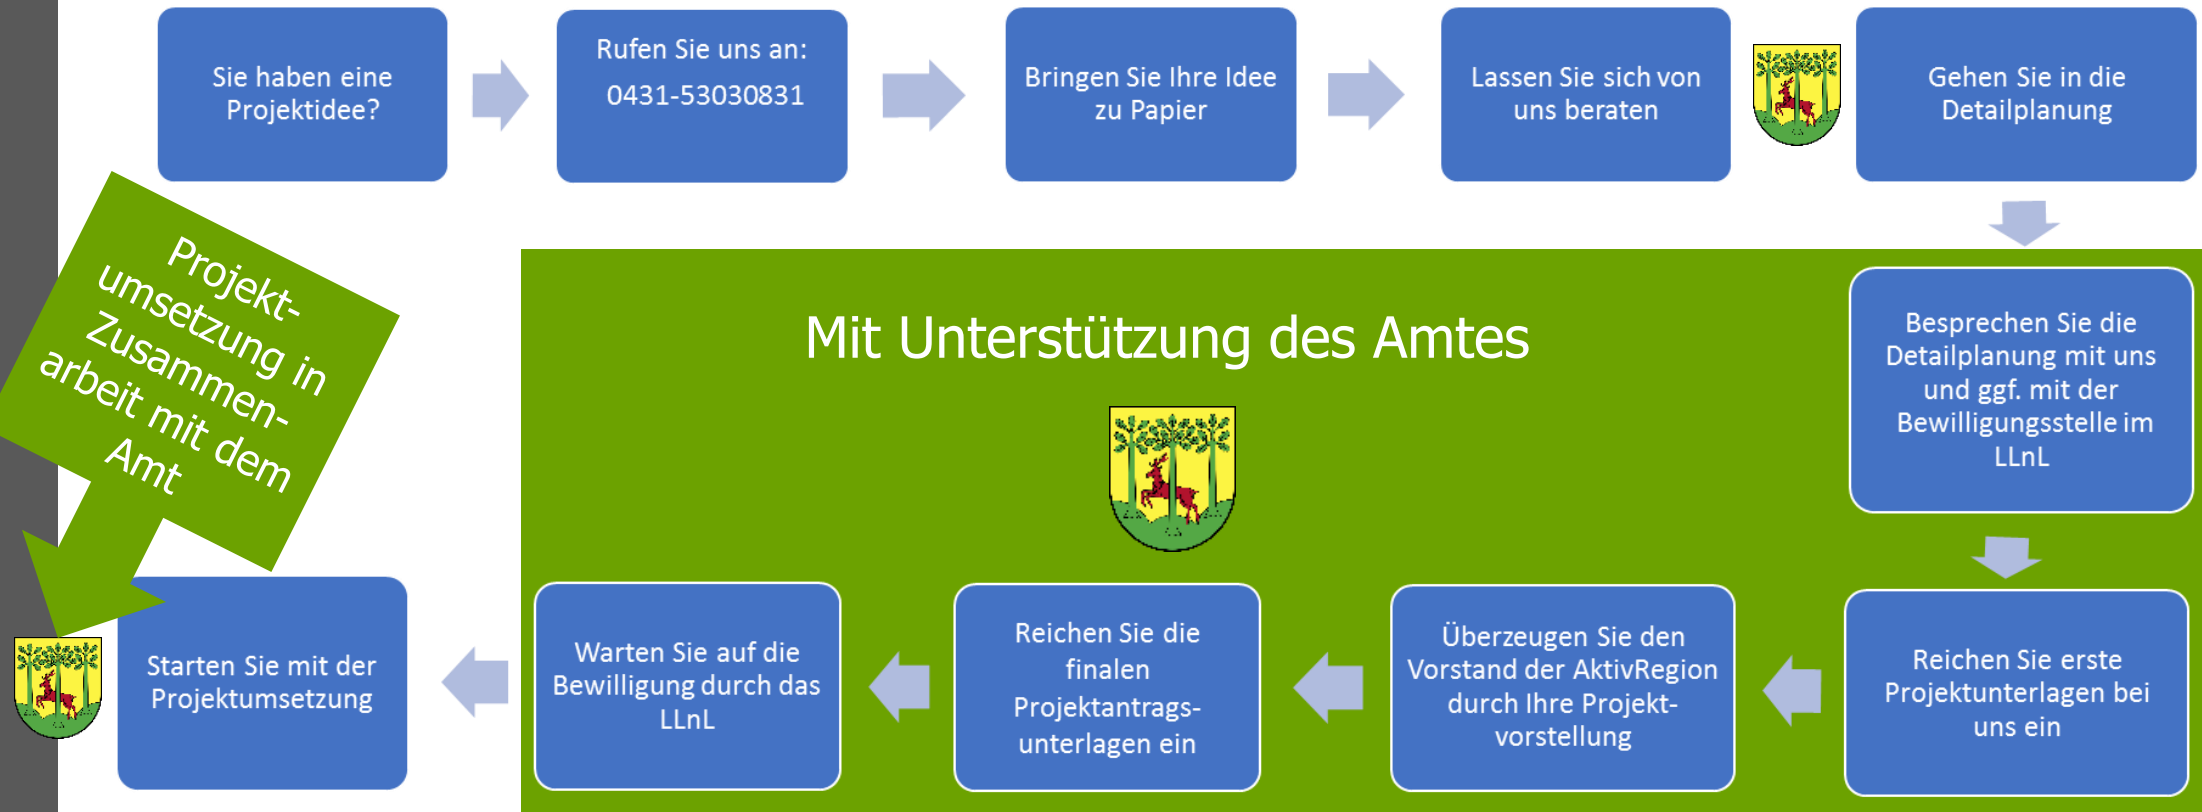 Sie haben eine
Projektidee?
Rufen Sie uns an:
0431-53030831
Bringen Sie Ihre Idee
zu Papier
Lassen Sie sich von
uns beraten
Gehen Sie in die
Detailplanung
Projekt-
umsetzung in
Zusammen-
arbeit mit dem
Amt
Mit Unterstützung des Amtes
Besprechen Sie die
Detailplanung mit uns
und ggf. mit der
Bewilligungsstelle im
LLnL
Reichen Sie erste
Projektunterlagen bei
uns ein
Überzeugen Sie den
Vorstand der AktivRegion
durch Ihre Projekt-
vorstellung
Reichen Sie die
finalen
Projektantrags-
unterlagen ein
Warten Sie auf die
Bewilligung durch das
LLnL
Starten Sie mit der
Projektumsetzung